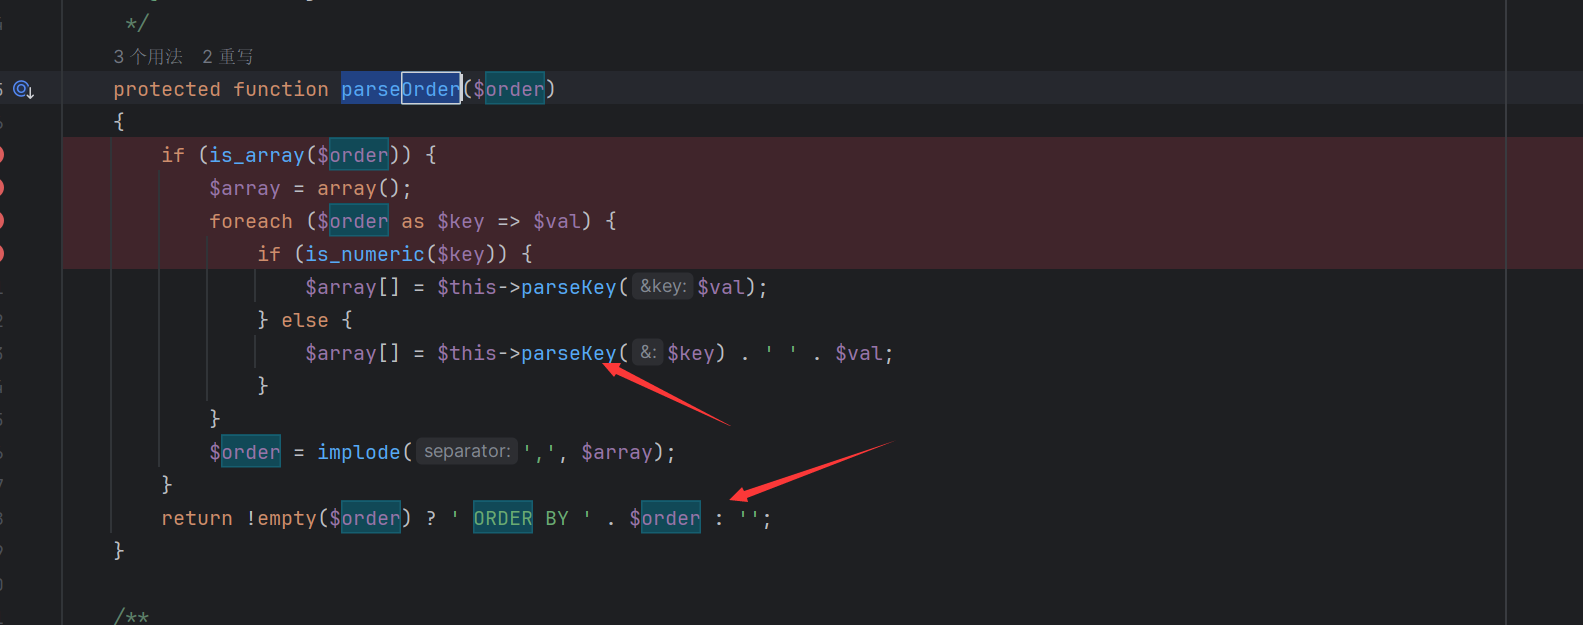 */
3 个用法 2 重写
protected function parseOrder($order)
{
if (is_array($order)) {
$array = array();
foreach ($order as $key => $val) {
if (is_numeric($key)) {
$array[] = $this->parseKey( &key: $val);
} else {
$array[] = $this->parseKey( &: $key) . ' ' . $val;
}
}
$order = implode( separator: ',', $array);
}
return !empty($order) ? ' ORDER BY ' . $order : '';
}
/**